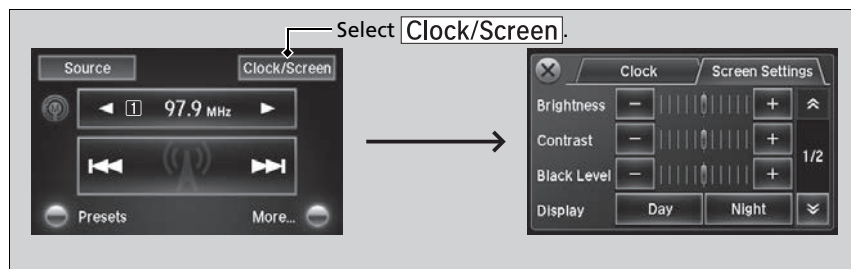 Select Clock/Screen.
Source
Clock/Screen
1 97.9 MHz
Presets
More...
Clock
Screen Settings
Brightness - +
Contrast - +
1/2
Black Level - +
Display Day Night